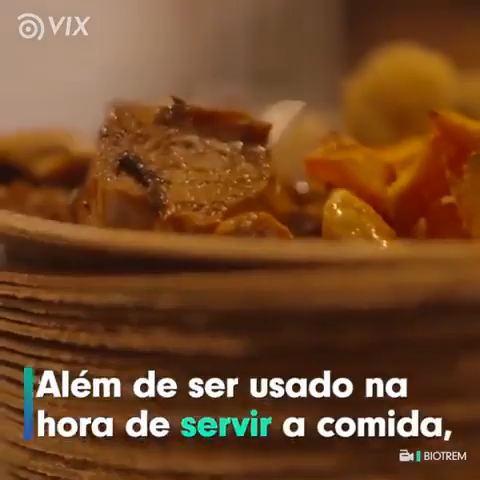 VIX
Além de ser usado na
hora de servir a comida,
BIOTREM